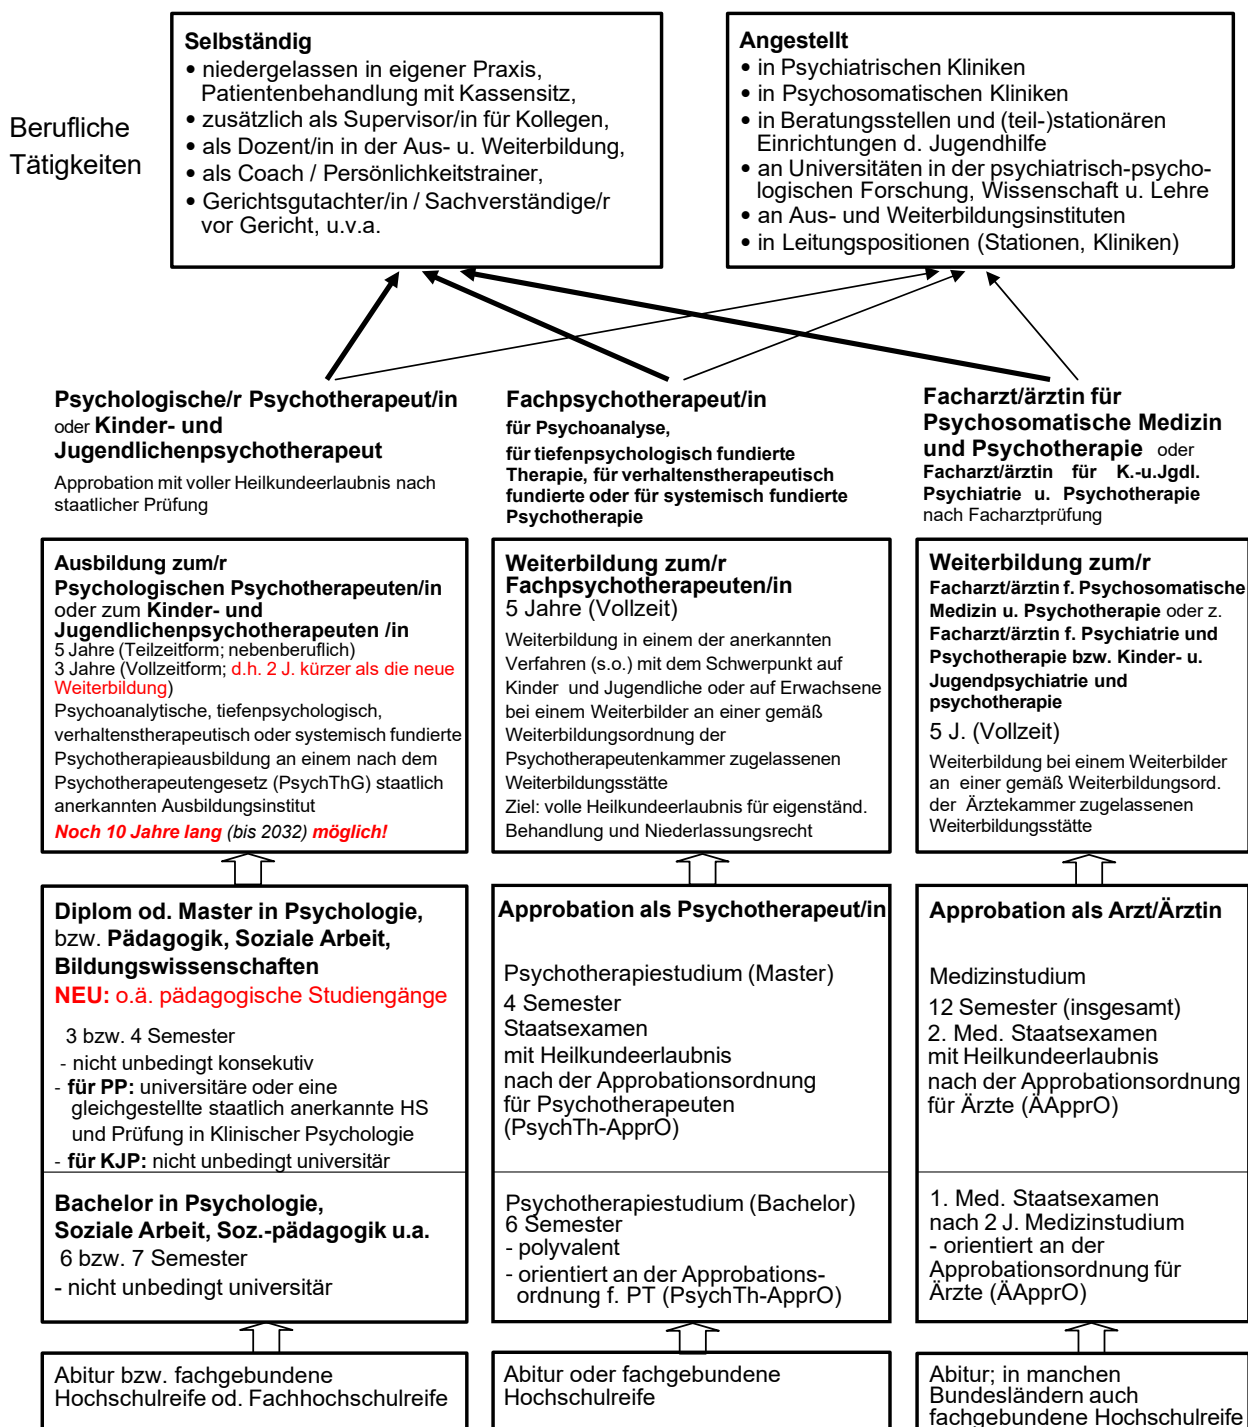 Berufliche
Tätigkeiten
Selbständig
• niedergelassen in eigener Praxis,
Patientenbehandlung mit Kassensitz,
• zusätzlich als Supervisor/in für Kollegen,
• als Dozent/in in der Aus- u. Weiterbildung,
• als Coach / Persönlichkeitstrainer,
• Gerichtsgutachter/in / Sachverständige/r
vor Gericht, u.v.a.
Angestellt
• in Psychiatrischen Kliniken
• in Psychosomatischen Kliniken
• in Beratungsstellen und (teil-)stationären
Einrichtungen d. Jugendhilfe
• an Universitäten in der psychiatrisch-psycho-
logischen Forschung, Wissenschaft u. Lehre
• an Aus- und Weiterbildungsinstituten
• in Leitungspositionen (Stationen, Kliniken)
Psychologische/r Psychotherapeut/in
oder Kinder- und
Jugendlichenpsychotherapeut
Approbation mit voller Heilkundeerlaubnis nach
staatlicher Prüfung
Fachpsychotherapeut/in
für Psychoanalyse,
für tiefenpsychologisch fundierte
Therapie, für verhaltenstherapeutisch
fundierte oder für systemisch fundierte
Psychotherapie
Facharzt/ärztin für
Psychosomatische Medizin
und Psychotherapie oder
Facharzt/ärztin für K.-u.Jgdl.
Psychiatrie u. Psychotherapie
nach Facharztprüfung
Ausbildung zum/r
Psychologischen Psychotherapeuten/in
oder zum Kinder- und
Jugendlichenpsychotherapeuten /in
5 Jahre (Teilzeitform; nebenberuflich)
3 Jahre (Vollzeitform; d.h. 2 J. kürzer als die neue
Weiterbildung)
Psychoanalytische, tiefenpsychologisch,
verhaltenstherapeutisch oder systemisch fundierte
Psychotherapieausbildung an einem nach dem
Psychotherapeutengesetz (PsychThG) staatlich
anerkannten Ausbildungsinstitut
Noch 10 Jahre lang (bis 2032) möglich!
Weiterbildung zum/r
Fachpsychotherapeuten/in
5 Jahre (Vollzeit)
Weiterbildung in einem der anerkannten
Verfahren (s.o.) mit dem Schwerpunkt auf
Kinder und Jugendliche oder auf Erwachsene
bei einem Weiterbilder an einer gemäß
Weiterbildungsordnung der
Psychotherapeutenkammer zugelassenen
Weiterbildungsstätte
Ziel: volle Heilkundeerlaubnis für eigenständ.
Behandlung und Niederlassungsrecht
Weiterbildung zum/r
Facharzt/ärztin f. Psychosomatische
Medizin u. Psychotherapie oder z.
Facharzt/ärztin f. Psychiatrie und
Psychotherapie bzw. Kinder- u.
Jugendpsychiatrie und
psychotherapie
5 J. (Vollzeit)
Weiterbildung bei einem Weiterbilder
an einer gemäß Weiterbildungsord.
der Ärztekammer zugelassenen
Weiterbildungsstätte
Diplom od. Master in Psychologie,
bzw. Pädagogik, Soziale Arbeit,
Bildungswissenschaften
NEU: o.ä. pädagogische Studiengänge
3 bzw. 4 Semester
- nicht unbedingt konsekutiv
- für PP: universitäre oder eine
gleichgestellte staatlich anerkannte HS
und Prüfung in Klinischer Psychologie
- für KJP: nicht unbedingt universitär
Bachelor in Psychologie,
Soziale Arbeit, Soz.-pädagogik u.a.
6 bzw. 7 Semester
- nicht unbedingt universitär
Approbation als Psychotherapeut/in
Psychotherapiestudium (Master)
4 Semester
Staatsexamen
mit Heilkundeerlaubnis
nach der Approbationsordnung
für Psychotherapeuten
(PsychTh-ApprO)
Psychotherapiestudium (Bachelor)
6 Semester
- polyvalent
- orientiert an der Approbations-
ordnung f. PT (PsychTh-ApprO)
Approbation als Arzt/Ärztin
Medizinstudium
12 Semester (insgesamt)
2. Med. Staatsexamen
mit Heilkundeerlaubnis
nach der Approbationsordnung
für Ärzte (ÄApprO)
1. Med. Staatsexamen
nach 2 J. Medizinstudium
- orientiert an der
Approbationsordnung für
Ärzte (ÄApprO)
Abitur bzw. fachgebundene
Hochschulreife od. Fachhochschulreife
Abitur oder fachgebundene
Hochschulreife
Abitur; in manchen
Bundesländern auch
fachgebundene Hochschulreife